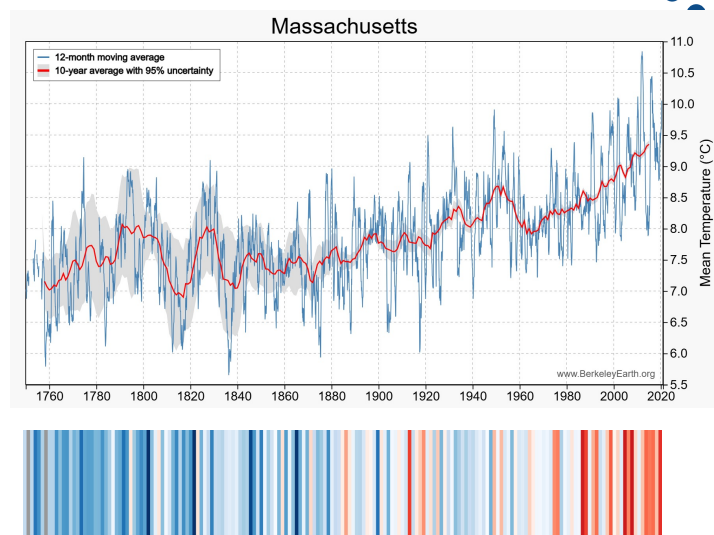 Massachusetts
12-month moving average
10-year average with 95% uncertainty
11.0
10.5
10.0
9.5
9.0
8.5
8.0
7.5
7.0
6.5
6.0
5.5
Mean Temperature (°C)
www.BerkeleyEarth.org
1760 1780 1800 1820 1840 1860 1880 1900 1920 1940 1960 1980 2000 2020